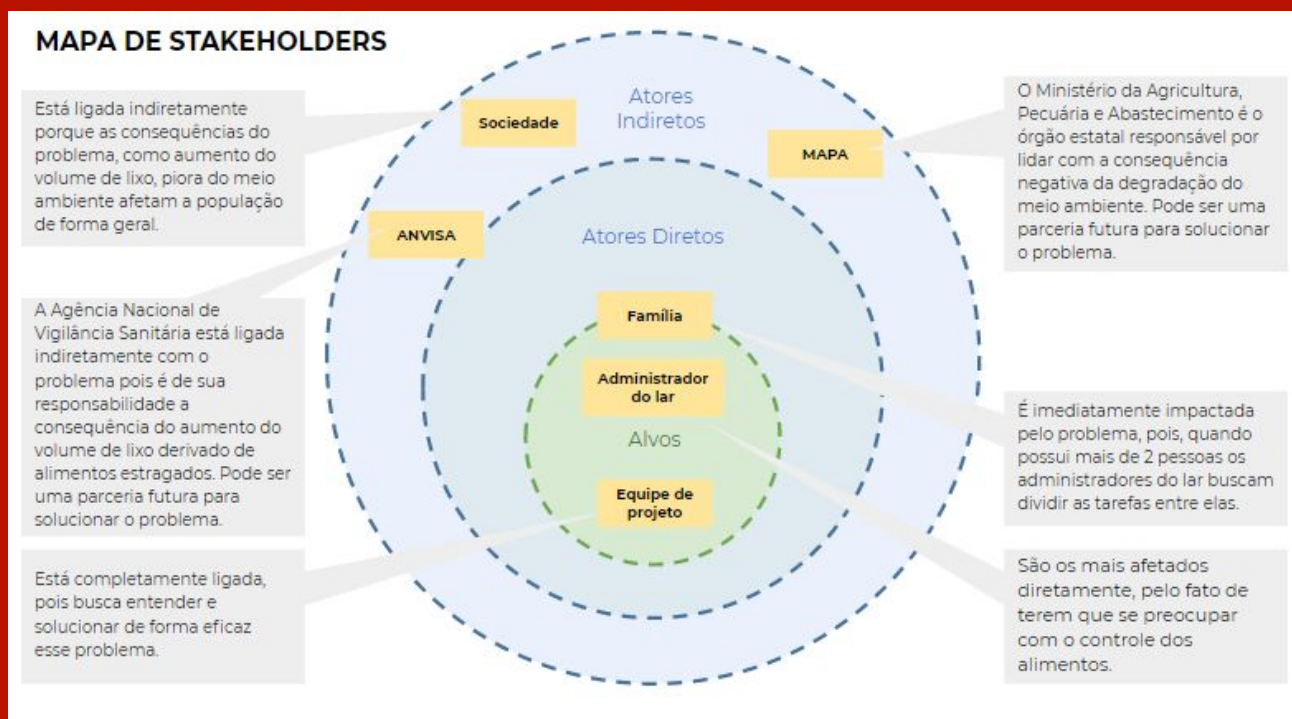 MAPA DE STAKEHOLDERS
Está ligada indiretamente
porque as consequências do
problema, como aumento do
volume de lixo, piora do meio
ambiente afetam a população
de forma geral.
A Agência Nacional de
Vigilância Sanitária está ligada
indiretamente com o
problema pois é de sua
responsabilidade a
consequência do aumento do
volume de lixo derivado de
alimentos estragados. Pode ser
uma parceria futura para
solucionar o problema.
Está completamente ligada,
pois busca entender e
solucionar de forma eficaz
esse problema.
Atores
Indiretos
Sociedade
MAPA
ANVISA
Atores Diretos
Família
Administrador
do lar
Alvos
Equipe de
projeto
O Ministério da Agricultura,
Pecuária e Abastecimento é o
órgão estatal responsável por
lidar com a consequência
negativa da degradação do
meio ambiente. Pode ser uma
parceria futura para solucionar
o problema.
É imediatamente impactada
pelo problema, pois, quando
possui mais de 2 pessoas os
administradores do lar buscam
dividir as tarefas entre elas.
São os mais afetados
diretamente, pelo fato de
terem que se preocupar
com o controle dos
alimentos.